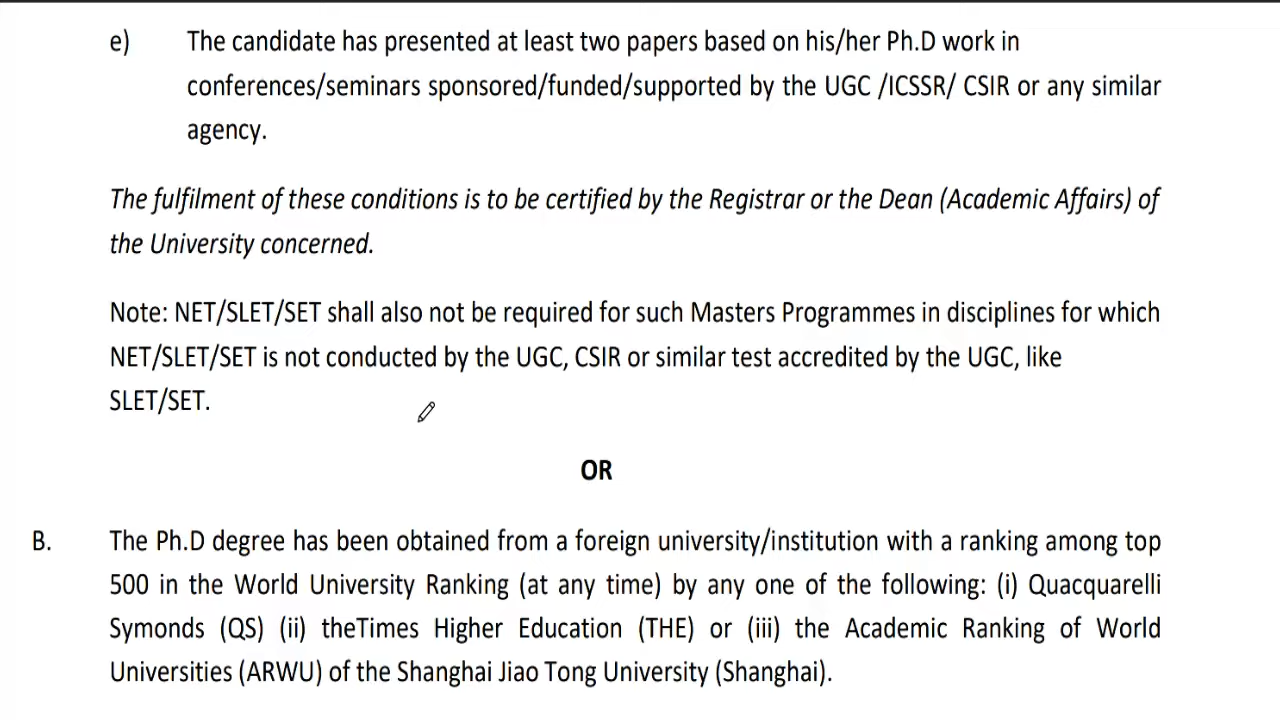 e) The candidate has presented at least two papers based on his/her Ph.D work in
conferences/seminars sponsored/funded/supported by the UGC /ICSSR/ CSIR or any similar
agency.
The fulfilment of these conditions is to be certified by the Registrar or the Dean (Academic Affairs) of
the University concerned.
Note: NET/SLET/SET shall also not be required for such Masters Programmes in disciplines for which
NET/SLET/SET is not conducted by the UGC, CSIR or similar test accredited by the UGC, like
SLET/SET.
OR
B. The Ph.D degree has been obtained from a foreign university/institution with a ranking among top
500 in the World University Ranking (at any time) by any one of the following: (i) Quacquarelli
Symonds (QS) (ii) theTimes Higher Education (THE) or (iii) the Academic Ranking of World
Universities (ARWU) of the Shanghai Jiao Tong University (Shanghai).